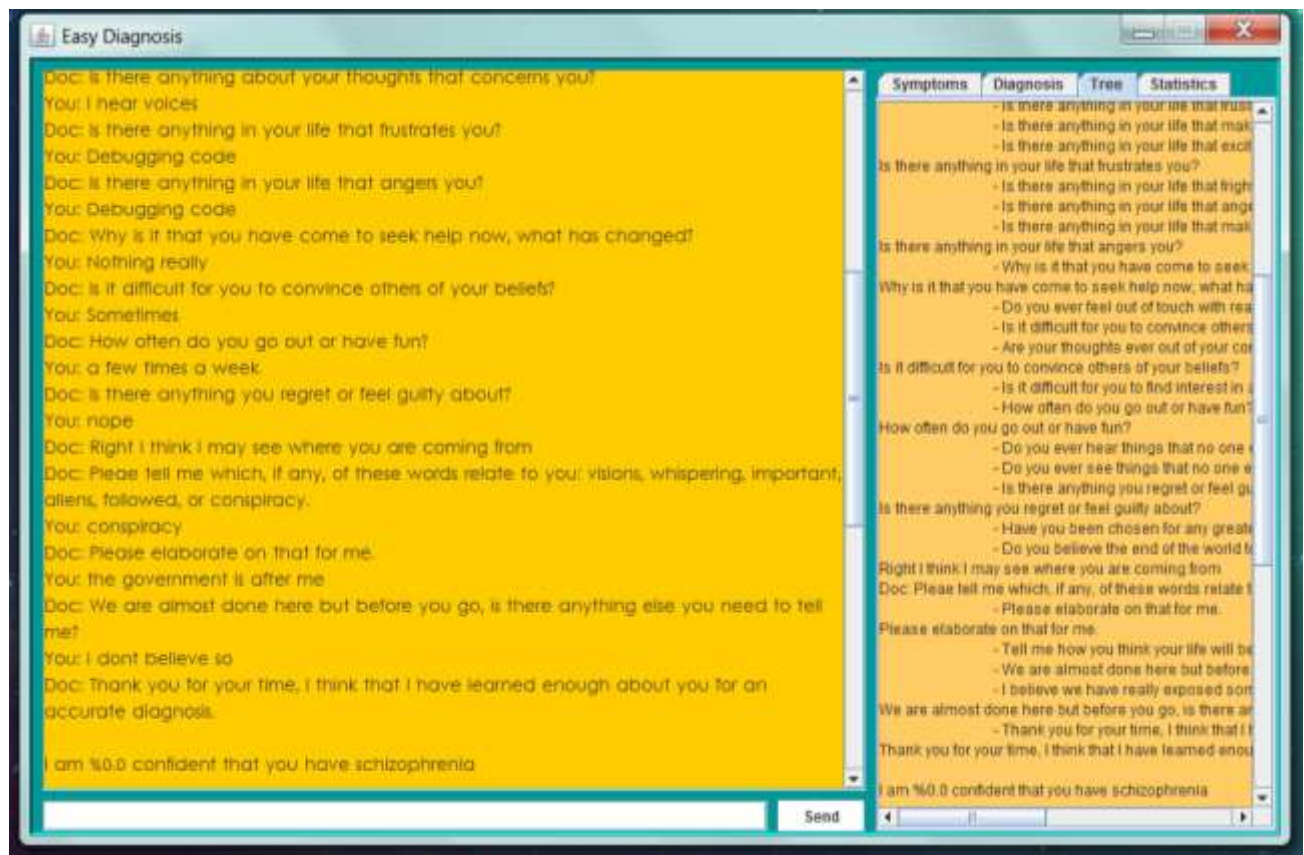 Easy Diagnosis
Doc: Is there anything about your thoughts that concerns you?
You: I hear voices
Doc: Is there anything in your life that frustrates you?
You: Debugging code
Doc: Is there anything in your life that angers you?
You: Debugging code
Doc: Why is it that you have come to seek help now, what has changed?
You: Nothing really
Doc: Is it difficult for you to convince others of your beliefs?
You: Sometimes
Doc: How often do you go out or have fun?
You: a few times a week
Doc: Is there anything you regret or feel guilty about?
You: nope
Doc: Right I think I may see where you are coming from
Doc: Pleae tell me which, if any, of these words relate to you: visions, whispering, important,
aliens, followed, or conspiracy.
You: conspiracy
Doc: Please elaborate on that for me.
You: the government is after me
Doc: We are almost done here but before you go, is there anything else you need to tell
me?
You: i dont believe so
Doc: Thank you for your time, I think that I have learned enough about you for an
accurate diagnosis.
I am %0.0 confident that you have schizophrenia
Send
Symptoms Diagnosis Tree Statistics
- Is there anything in your life that frust
- Is there anything in your life that mak
- Is there anything in your life that excit
Is there anything in your life that frustrates you?
- Is there anything in your life that frigh
- Is there anything in your life that ange
- Is there anything in your life that mak
Is there anything in your life that angers you?
- Why is it that you have come to seek
Why is it that you have come to seek help now, what ha
- Do you ever feel out of touch with rea
- Is it difficult for you to convince others
- Are your thoughts ever out of your con
Is it difficult for you to convince others of your beliefs?
- Is it difficult for you to find interest in a
- How often do you go out or have fun?
How often do you go out or have fun?
- Do you ever hear things that no one e
- Do you ever see things that no one e
- Is there anything you regret or feel gu
Is there anything you regret or feel guilty about?
- Have you been chosen for any greate
- Do you believe the end of the world
Right I think I may see where you are coming from
Doc: Pleae tell me which, if any, of these words relate t
- Please elaborate on that for me.
Please elaborate on that for me.
- Tell me how you think your life will be
- We are almost done here but before
- I believe we have really exposed som
We are almost done here but before you go, is there an
- Thank you for your time, I think that I h
Thank you for your time, I think that I have learned enou
I am %0.0 confident that you have schizophrenia